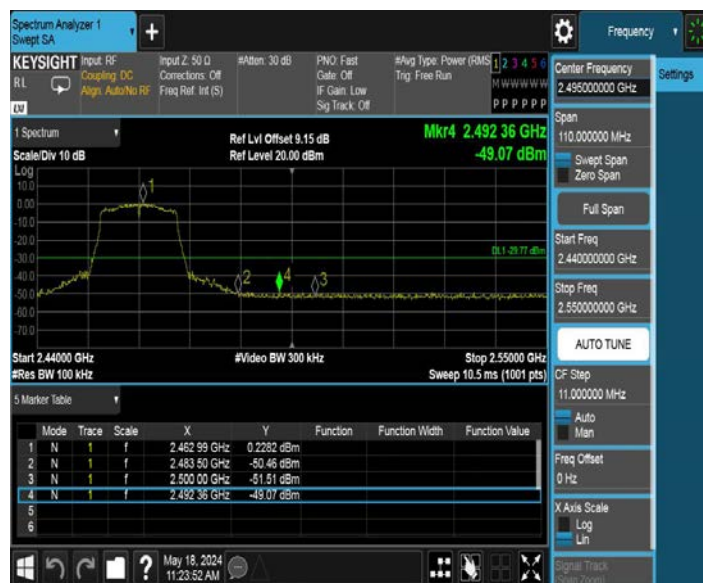 Spectrum Analyzer 1
Swept SA
+
Frequency
KEYSIGHT
RL
LXI
Input: RF
Coupling: DC
Align: Auto/No RF
Input Z: 50 Ω
Corrections: Off
Freq Ref: Int (S)
#Atten: 30 dB
PNO: Fast
Gate: Off
IF Gain: Low
Sig Track: Off
#Avg Type: Power (RMS
Trig: Free Run
1 2 3 4 5 6
M W W W W W
P P P P P P
1 Spectrum
Scale/Div 10 dB
Ref Lvl Offset 9.15 dB
Ref Level 20.00 dBm
Mkr4 2.492 36 GHz
-49.07 dBm
Log
10.0
0.00
-10.0
-20.0
-30.0
-40.0
-50.0
-60.0
-70.0
1
2
4
3
DL1 -29.77 dBm
Start 2.44000 GHz
#Video BW 300 kHz
Stop 2.55000 GHz
#Res BW 100 kHz
Sweep 10.5 ms (1001 pts)
5 Marker Table
Mode Trace Scale X Y Function Function Width Function Value
1 N 1 f 2.462 99 GHz 0.2282 dBm
2 N 1 f 2.483 50 GHz -50.46 dBm
3 N 1 f 2.500 00 GHz -51.51 dBm
4 N 1 f 2.492 36 GHz -49.07 dBm
5
6
?
May 18, 2024
11:23:52 AM
Center Frequency
2.495000000 GHz
Settings
Span
110.000000 MHz
Swept Span
Zero Span
Full Span
Start Freq
2.440000000 GHz
Stop Freq
2.550000000 GHz
AUTO TUNE
CF Step
11.000000 MHz
Auto
Man
Freq Offset
0 Hz
X Axis Scale
Log
Lin
Signal Track
(Span Zoom)